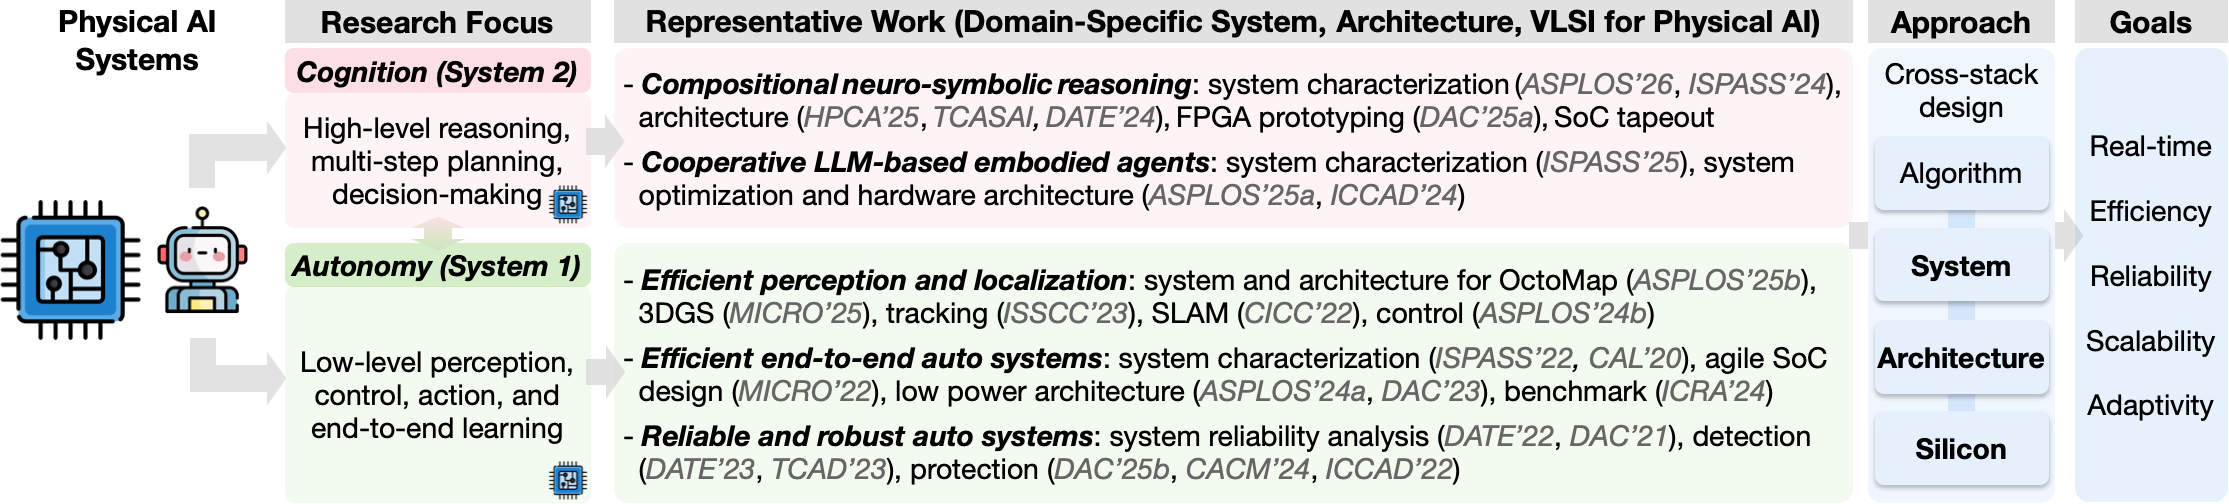 Physical AI
Systems
Research Focus
Representative Work (Domain-Specific System, Architecture, VLSI for Physical AI)
Approach
Goals
Cognition (System 2)
High-level reasoning,
multi-step planning,
decision-making
- Compositional neuro-symbolic reasoning: system characterization (ASPLOS’26, ISPASS’24),
architecture (HPCA’25, TCASAI, DATE’24), FPGA prototyping (DAC’25a), SoC tapeout
- Cooperative LLM-based embodied agents: system characterization (ISPASS’25), system
optimization and hardware architecture (ASPLOS’25a, ICCAD’24)
Autonomy (System 1)
Low-level perception,
control, action, and
end-to-end learning
- Efficient perception and localization: system and architecture for OctoMap (ASPLOS’25b),
3DGS (MICRO’25), tracking (ISSCC’23), SLAM (CICC’22), control (ASPLOS’24b)
- Efficient end-to-end auto systems: system characterization (ISPASS’22, CAL’20), agile SoC
design (MICRO’22), low power architecture (ASPLOS’24a, DAC’23), benchmark (ICRA’24)
- Reliable and robust auto systems: system reliability analysis (DATE’22, DAC’21), detection
(DATE’23, TCAD’23), protection (DAC’25b, CACM’24, ICCAD’22)
Cross-stack
design
Algorithm
System
Architecture
Silicon
Real-time
Efficiency
Reliability
Scalability
Adaptivity